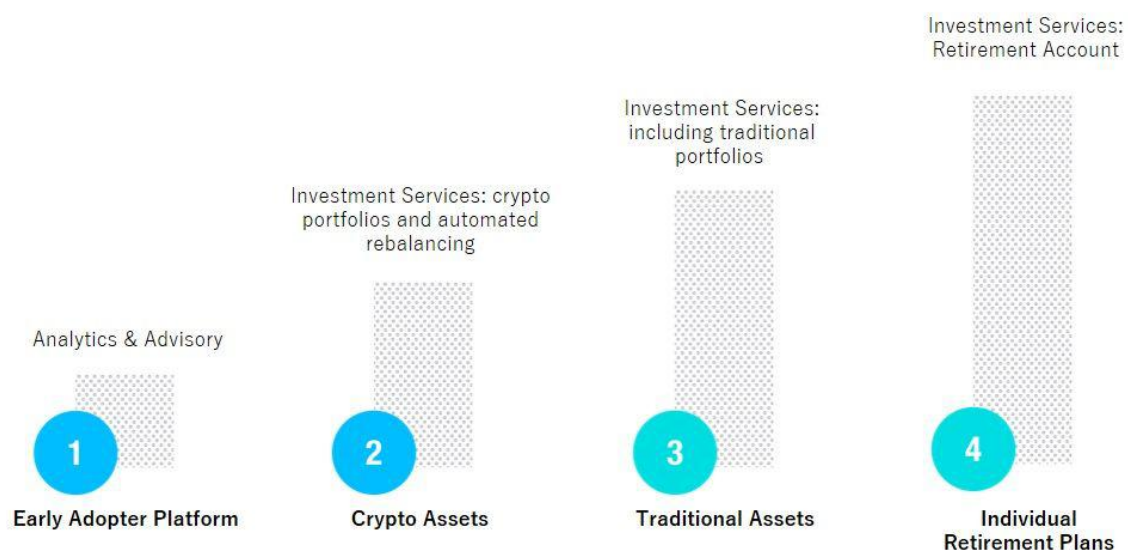 Investment Services:
Retirement Account
Investment Services:
including traditional
portfolios
Investment Services: crypto
portfolios and automated
rebalancing
Analytics & Advisory
1
2
3
4
Early Adopter Platform
Crypto Assets
Traditional Assets
Individual
Retirement Plans